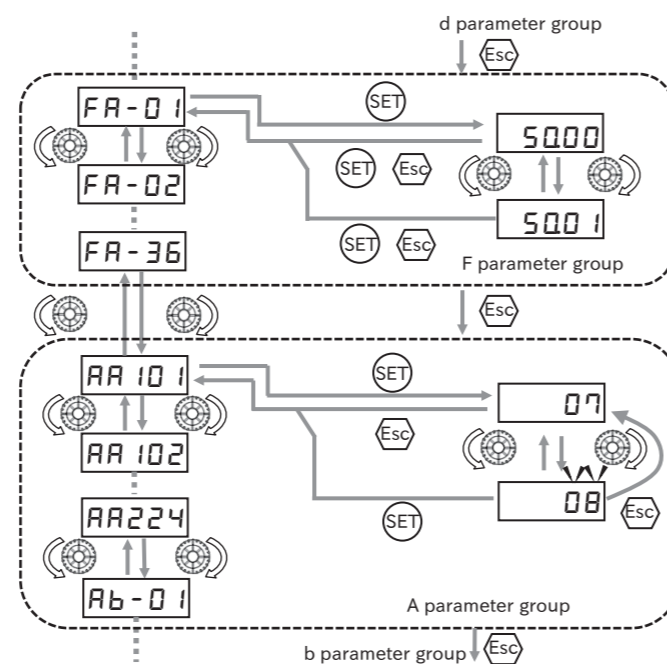 d parameter group
Esc
FA-01
SET
50.00
FA-02
SET Esc
50.01
SET Esc
FA-36
F parameter group
Esc
AA101
SET
07
Esc
AA102
08
SET
Esc
AA224
Ab-01
A parameter group
b parameter group
Esc